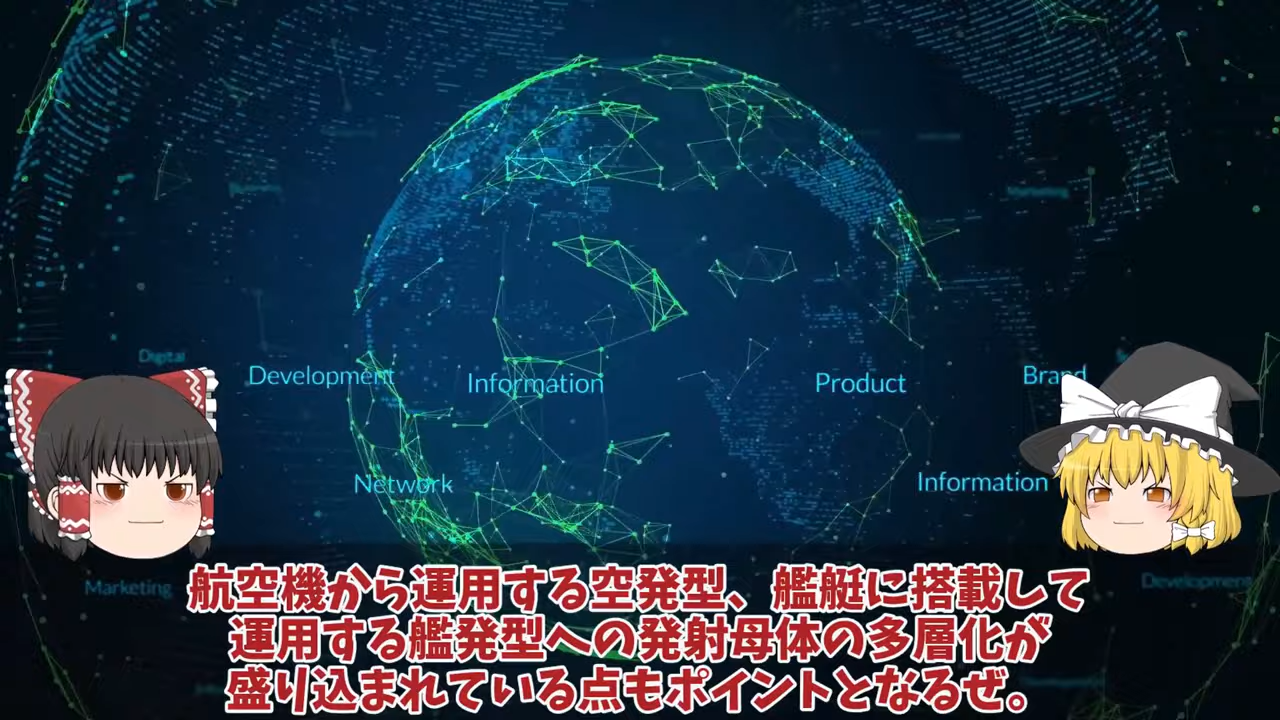 Digital
Development
Information
Product
Brand
Network
Information
Marketing
Development
航空機から運用する空発型、艦艇に搭載して
運用する艦発型への発射母体の多層化が
盛り込まれている点もポイントとなるぜ。